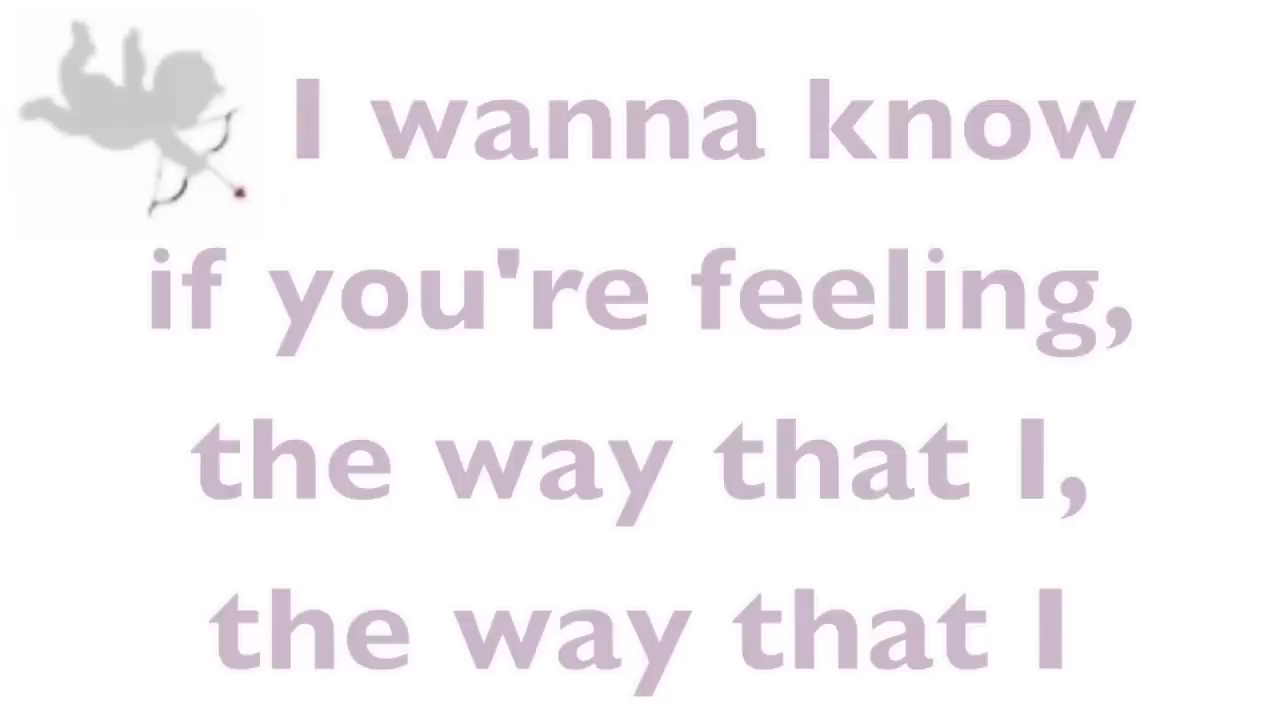 I wanna know
if you're feeling,
the way that I,
the way that I